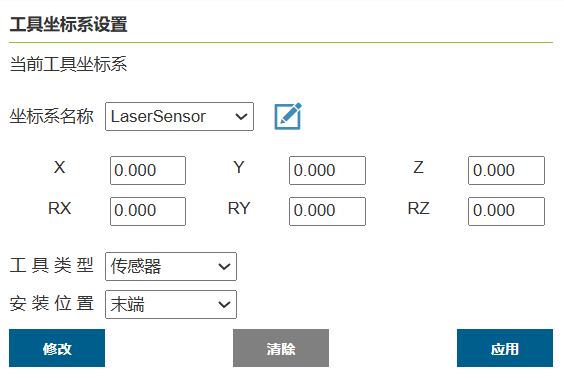 工具坐标系设置
当前工具坐标系
坐标系名称 LaserSensor
X 0.000 Y 0.000 Z 0.000
RX 0.000 RY 0.000 RZ 0.000
工具类型 传感器
安装位置 末端
修改 清除 应用